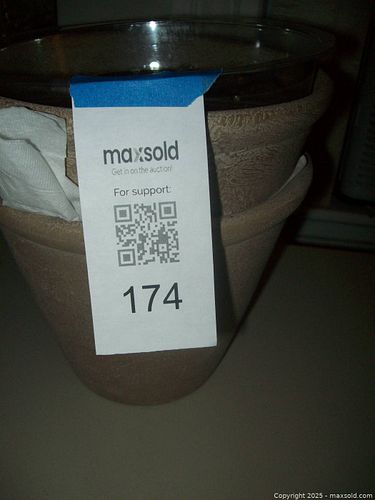 maxsold
Get in on the auction!
For support:
174
Copyright 2025 - maxsold.com